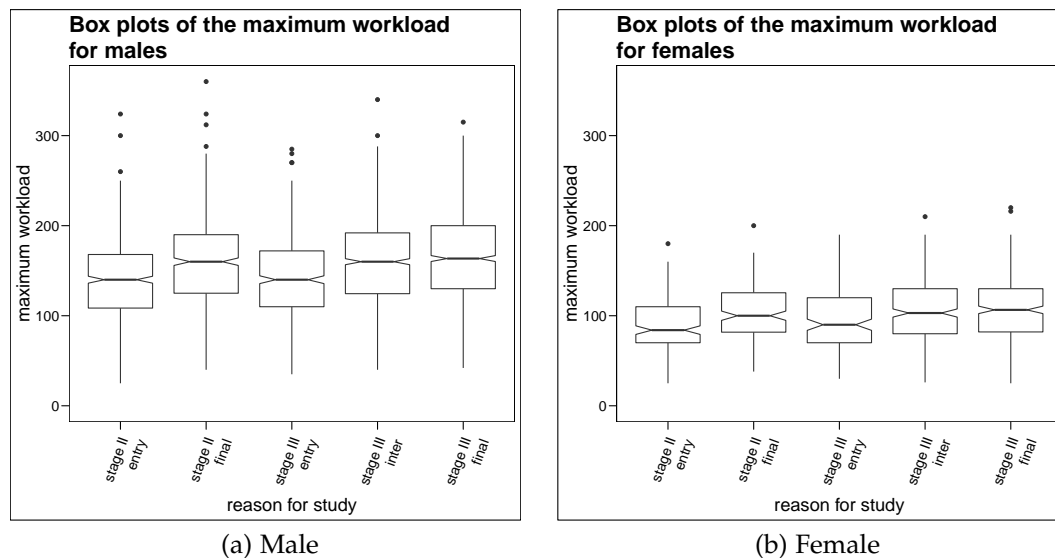 Box plots of the maximum workload
for males
maximum workload
300
200
100
0
stage II
entry
stage II
final
stage III
entry
stage III
inter
stage III
final
reason for study
(a) Male
Box plots of the maximum workload
for females
maximum workload
300
200
100
0
stage II
entry
stage II
final
stage III
entry
stage III
inter
stage III
final
reason for study
(b) Female